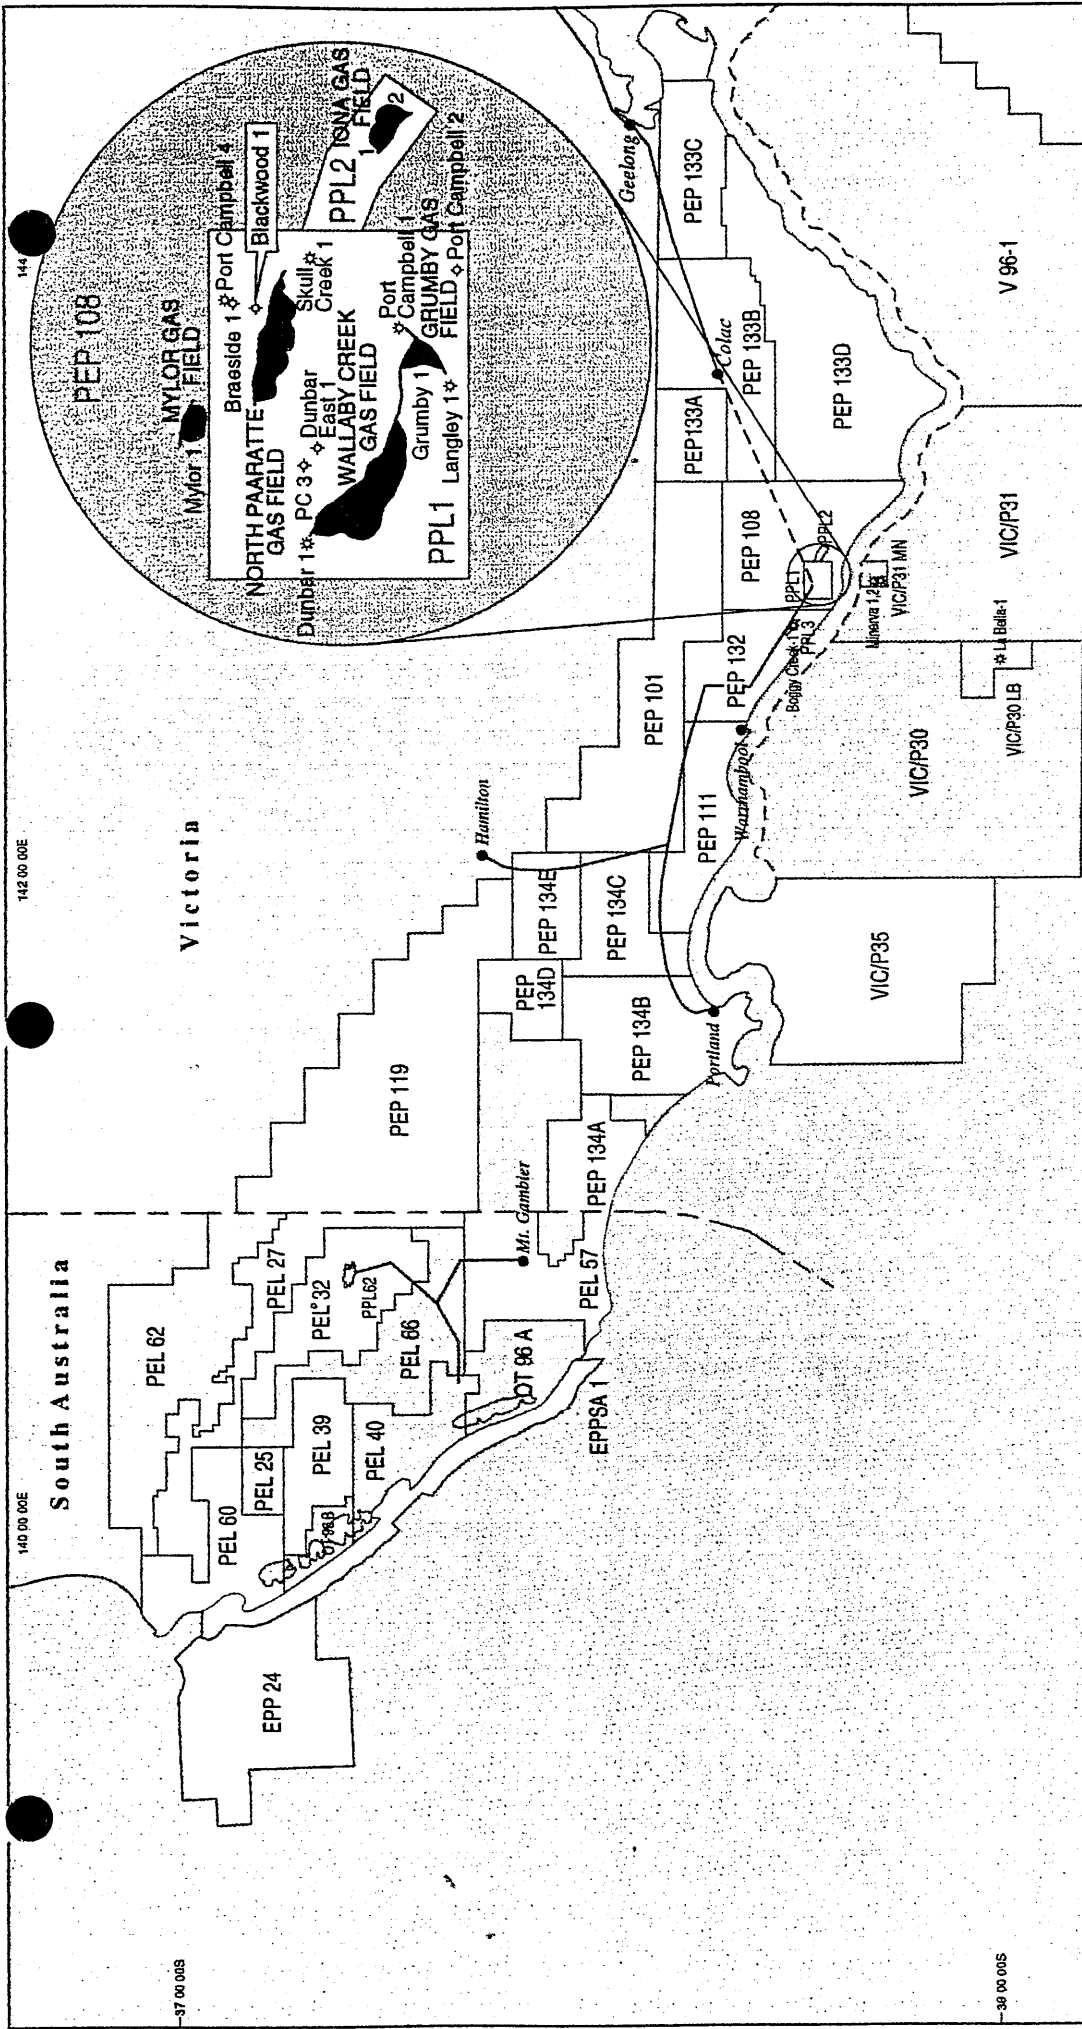 140 00 00E
142 00 00E
144
-37 00 00S
-39 00 00S
South Australia
Victoria
PEL 62
PEL 27
PEL 32
PPL62
PEL 60
PEL 25
PEL 39
PEL 66
PEL 40
OT 96 A
PEL 57
EPPSA 1
EPP 24
Mt. Gambier
PEP 119
PEP 134A
PEP 134B
PEP
134D
PEP 134E
PEP 134C
Portland
Hamilton
PEP 101
PEP 111
Warrnambool
PEP 132
PEP 108
PEP133A
PEP 133B
PEP 133C
PEP 133D
Colac
Geelong
Boggy Creek 1
PPL3
PPL1
PPL2
Minerva 1,2
VIC/P31 MN
La Bella-1
VIC/P30 LB
VIC/P30
VIC/P31
VIC/P35
V 96-1
PEP 108
Mylor 1
MYLOR GAS
FIELD
Braeside 1
Port Campbell 4
Blackwood 1
NORTH PAARATTE
GAS FIELD
Skull
Creek 1
Dunbar 1
PC 3
Dunbar
East 1
WALLABY CREEK
GAS FIELD
Port
Campbell 1
GRUMBY GAS
FIELD
Port Campbell 2
Grumby 1
Langley 1
PPL1
PPL2
IONA GAS
FIELD
1
2